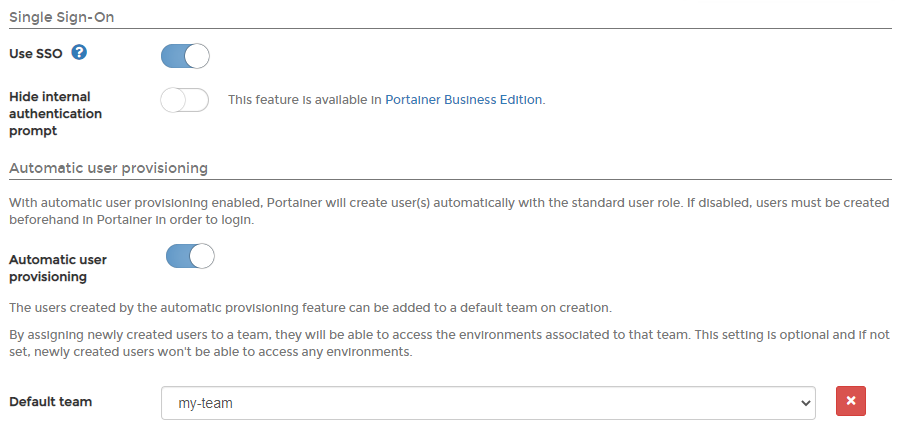 Single Sign-On
Use SSO ?
Hide internal
authentication
prompt
This feature is available in Portainer Business Edition.
Automatic user provisioning
With automatic user provisioning enabled, Portainer will create user(s) automatically with the standard user role. If disabled, users must be created
beforehand in Portainer in order to login.
Automatic user
provisioning
The users created by the automatic provisioning feature can be added to a default team on creation.
By assigning newly created users to a team, they will be able to access the environments associated to that team. This setting is optional and if not
set, newly created users won't be able to access any environments.
Default team
my-team